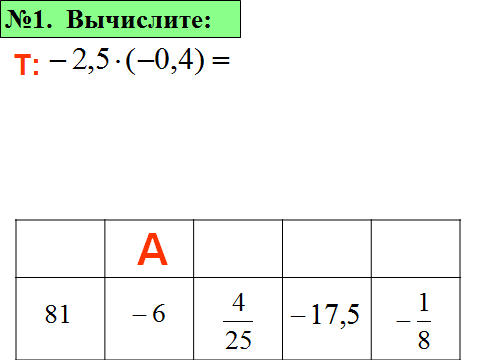 №1. Вычислите:
Т: −2,5·(−0,4) =
А
81 −6 4/25 −17,5 −1/8